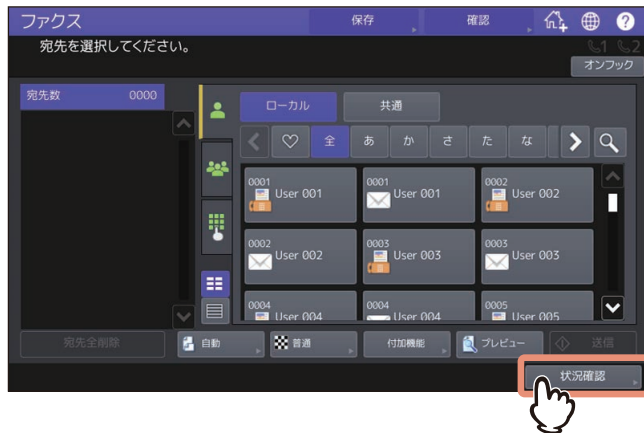 ファクス 保存 確認 ?
宛先を選択してください。 1 2
オンフック
宛先数 0000
ローカル 共通
全 あ か さ た な
0001 User 001
0001 User 001
0002 User 002
0002 User 002
0003 User 003
0003 User 003
0004 User 004
0004 User 004
0005 User 005
宛先全削除 自動 普通 付加機能 プレビュー 送信
状況確認